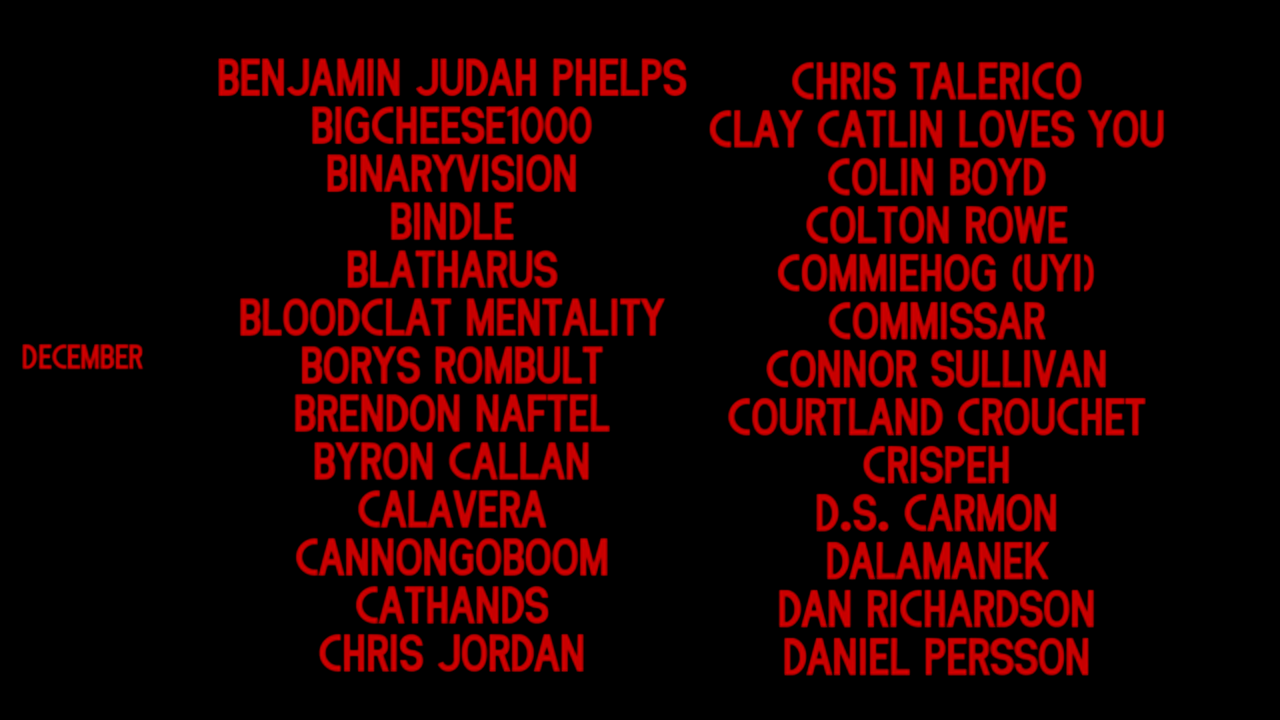 DECEMBER
BENJAMIN JUDAH PHELPS
BIGCHEESE1000
BINARYVISION
BINDLE
BLATHARUS
BLOODCLAT MENTALITY
BORYS ROMBULT
BRENDON NAFTEL
BYRON CALLAN
CALAVERA
CANNONGOBOOM
CATHANDS
CHRIS JORDAN
CHRIS TALERICO
CLAY CATLIN LOVES YOU
COLIN BOYD
COLTON ROWE
COMMIEHOG (UYI)
COMMISSAR
CONNOR SULLIVAN
COURTLAND CROUCHET
CRISPEH
D.S. CARMON
DALAMANEK
DAN RICHARDSON
DANIEL PERSSON